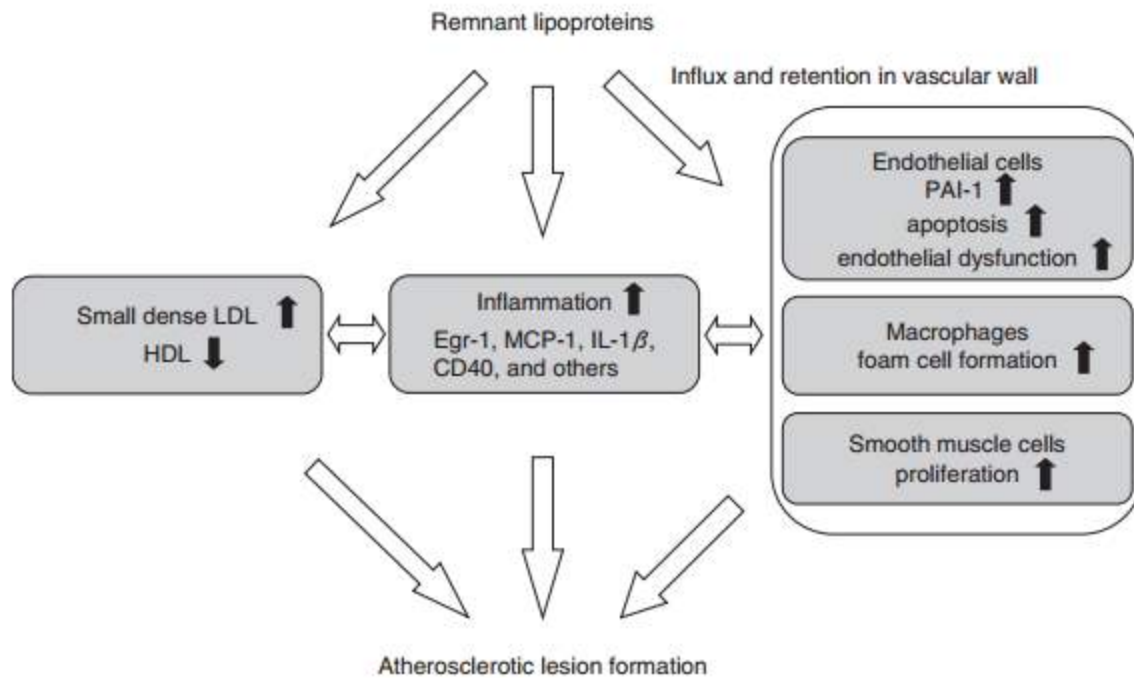 Remnant lipoproteins
Influx and retention in vascular wall
Small dense LDL
HDL
Inflammation
Egr-1, MCP-1, IL-1β,
CD40, and others
Endothelial cells
PAI-1
apoptosis
endothelial dysfunction
Macrophages
foam cell formation
Smooth muscle cells
proliferation
Atherosclerotic lesion formation